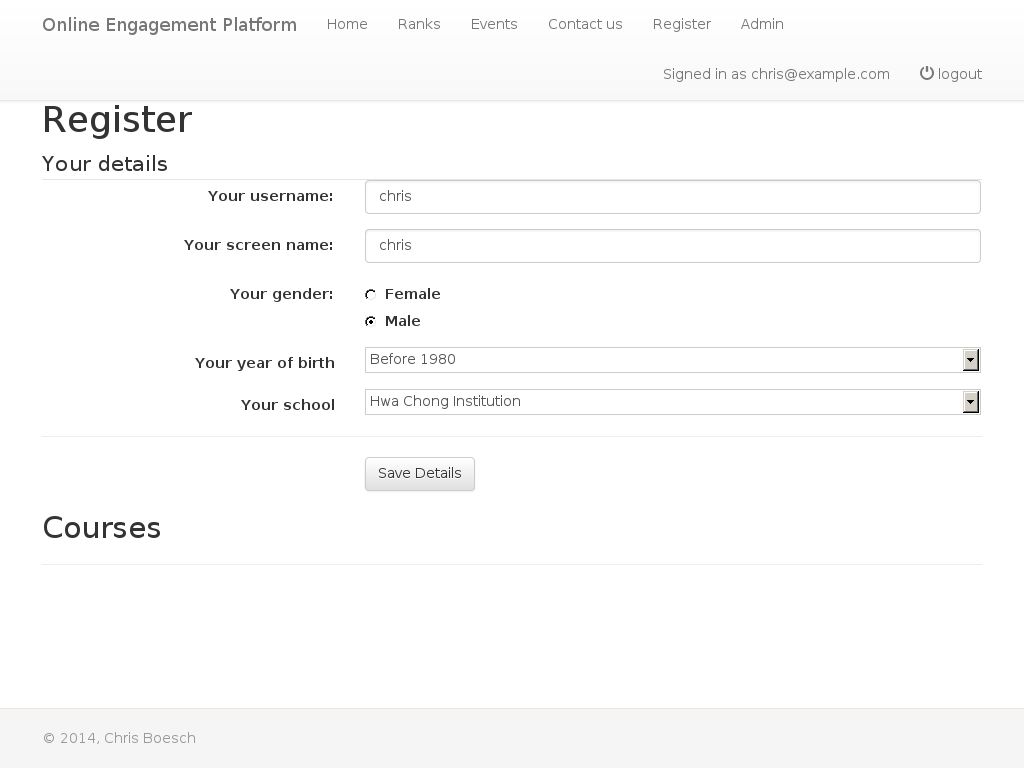 Online Engagement Platform Home Ranks Events Contact us Register Admin
Signed in as chris@example.com logout
Register
Your details
Your username: chris
Your screen name: chris
Your gender: Female
Male
Your year of birth Before 1980
Your school Hwa Chong Institution
Save Details
Courses
© 2014, Chris Boesch